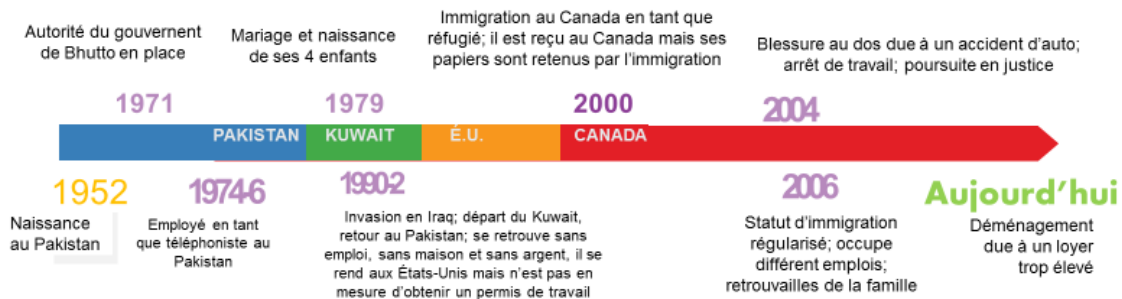 Autorité du gouvernent
de Bhutto en place
Mariage et naissance
de ses 4 enfants
Immigration au Canada en tant que
réfugié; il est reçu au Canada mais ses
papiers sont retenus par l'immigration
Blessure au dos due à un accident d'auto;
arrêt de travail; poursuite en justice
1971
1979
2000
2004
PAKISTAN
KUWAIT
É.U.
CANADA
1952
Naissance
au Pakistan
1974-6
Employé en tant
que téléphoniste au
Pakistan
1990-2
Invasion en Iraq; départ du Kuwait,
retour au Pakistan; se retrouve sans
emploi, sans maison et sans argent, il se
rend aux États-Unis mais n'est pas en
mesure d'obtenir un permis de travail
2006
Statut d'immigration
régularisé; occupe
différent emplois;
retrouvailles de la famille
Aujourd'hui
Déménagement
due à un loyer
trop élevé